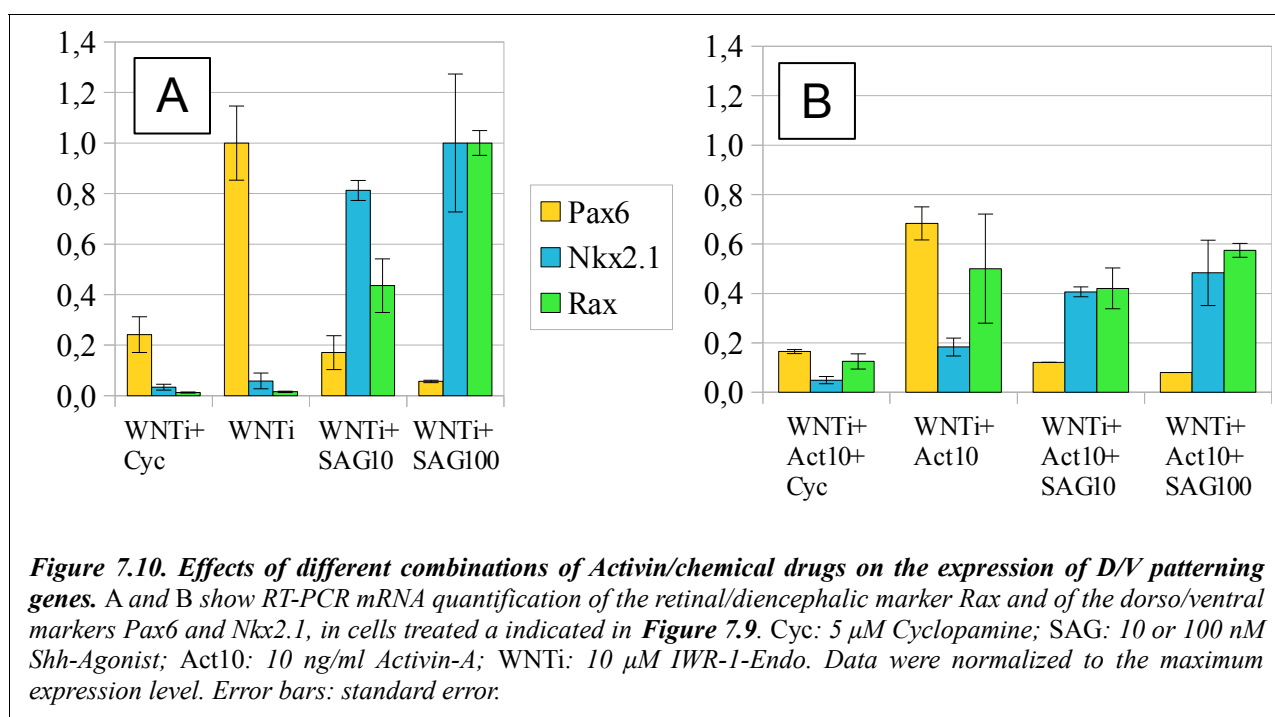 1,4
1,2
1,0
0,8
0,6
0,4
0,2
0,0
A
WNTi+
Cyc
WNTi
WNTi+
SAG10
WNTi+
SAG100
Pax6
Nkx2.1
Rax
1,4
1,2
1,0
0,8
0,6
0,4
0,2
0,0
B
WNTi+
Act10+
Cyc
WNTi+
Act10
WNTi+
Act10+
SAG10
WNTi+
Act10+
SAG100
Figure 7.10. Effects of different combinations of Activin/chemical drugs on the expression of D/V patterning
genes. A and B show RT-PCR mRNA quantification of the retinal/diencephalic marker Rax and of the dorso/ventral
markers Pax6 and Nkx2.1, in cells treated a indicated in Figure 7.9. Cyc: 5 μM Cyclopamine; SAG: 10 or 100 nM
Shh-Agonist; Act10: 10 ng/ml Activin-A; WNTi: 10 μM IWR-1-Endo. Data were normalized to the maximum
expression level. Error bars: standard error.